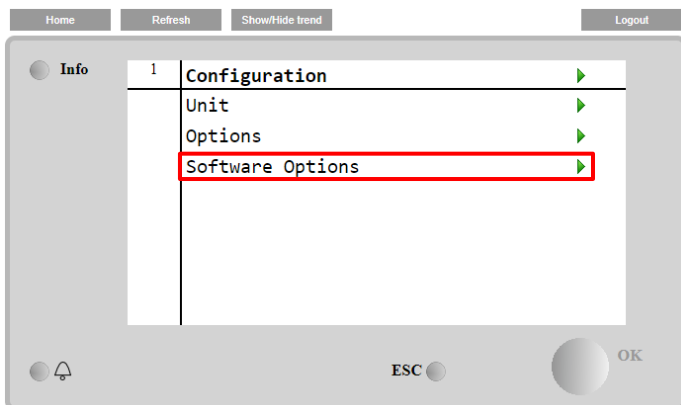 Home Refresh Show/Hide trend Logout
Info 1 Configuration
Unit
Options
Software Options
ESC OK